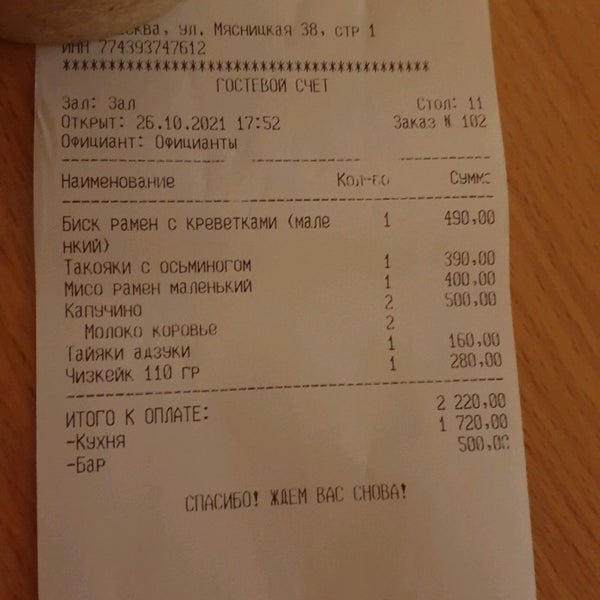 осква, ул. Мясницкая 38, стр 1
ИНН 774393747612
******************************************
ГОСТЕВОЙ СЧЕТ
Зал: Зал Стол: 11
Открыт: 26.10.2021 17:52 Заказ № 102
Официант: Официанты
Наименование Кол-во Сумма
Биск рамен с креветками (мале 1 490,00
нкий)
Такояки с осьминогом 1 390,00
Мисо рамен маленький 1 400,00
Капучино 2 500,00
Молоко коровье 2
Тайяки адзуки 1 160,00
Чизкейк 110 гр 1 280,00
ИТОГО К ОПЛАТЕ: 2 220,00
-Кухня 1 720,00
-Бар 500,00
СПАСИБО! ЖДЕМ ВАС СНОВА!